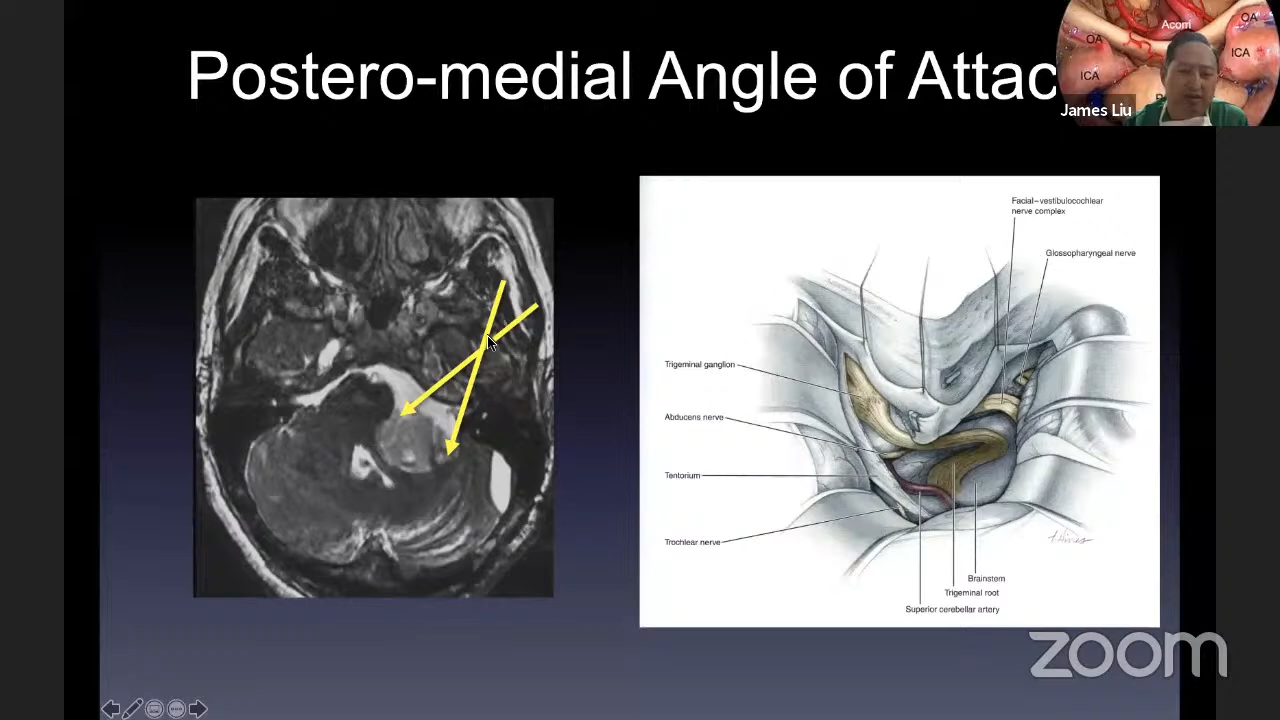 Postero-medial Angle of Attac
Acom
OA
OA
ICA
ICA
James Liu
Facial–vestibulocochlear
nerve complex
Glossopharyngeal nerve
Trigeminal ganglion
Abducens nerve
Tentorium
Trochlear nerve
Brainstem
Trigeminal root
Superior cerebellar artery
zoom